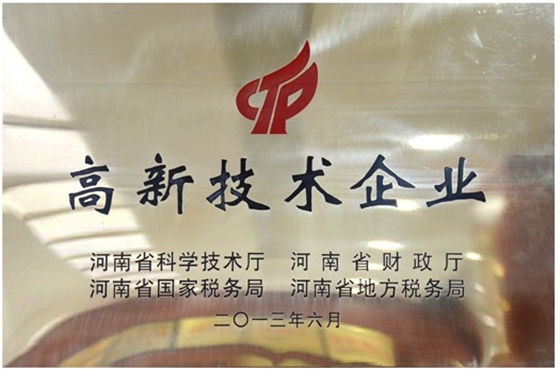 CTP
高新技术企业
河南省科学技术厅 河南省财政厅
河南省国家税务局 河南省地方税务局
二〇一三年六月